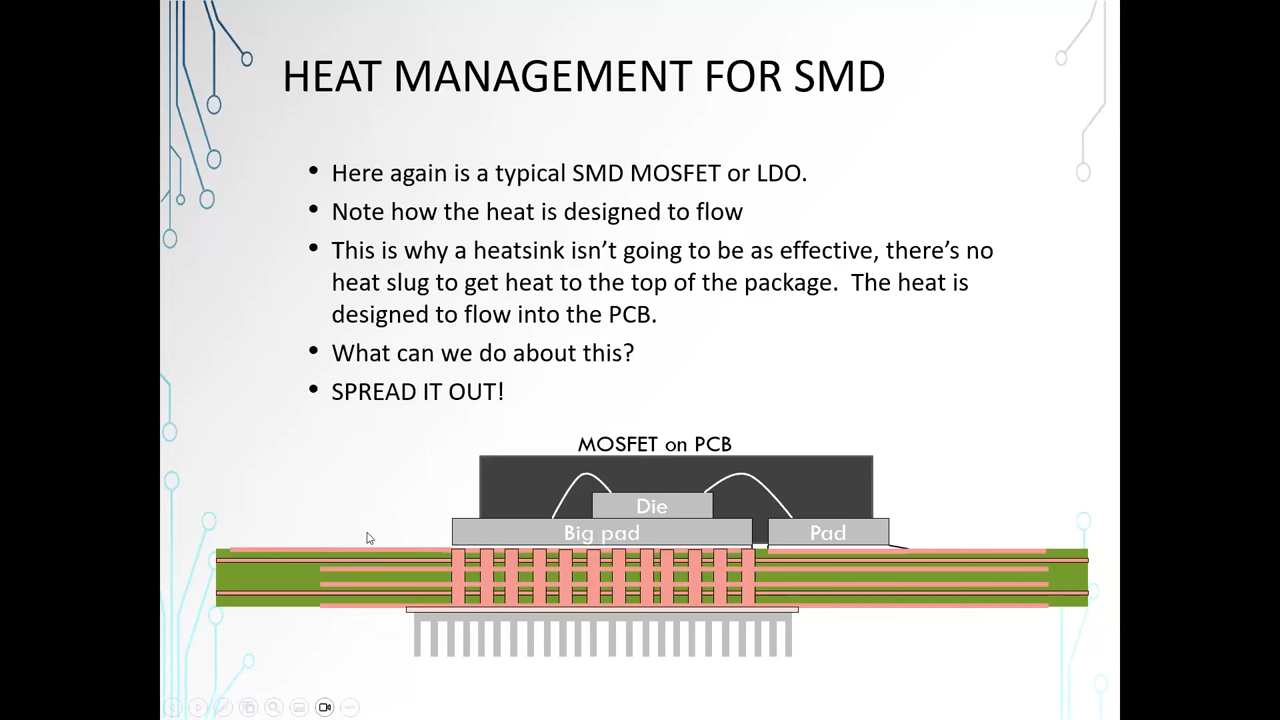 HEAT MANAGEMENT FOR SMD
• Here again is a typical SMD MOSFET or LDO.
• Note how the heat is designed to flow
• This is why a heatsink isn't going to be as effective, there's no
heat slug to get heat to the top of the package.  The heat is
designed to flow into the PCB.
• What can we do about this?
• SPREAD IT OUT!
MOSFET on PCB
Die
Big pad
Pad